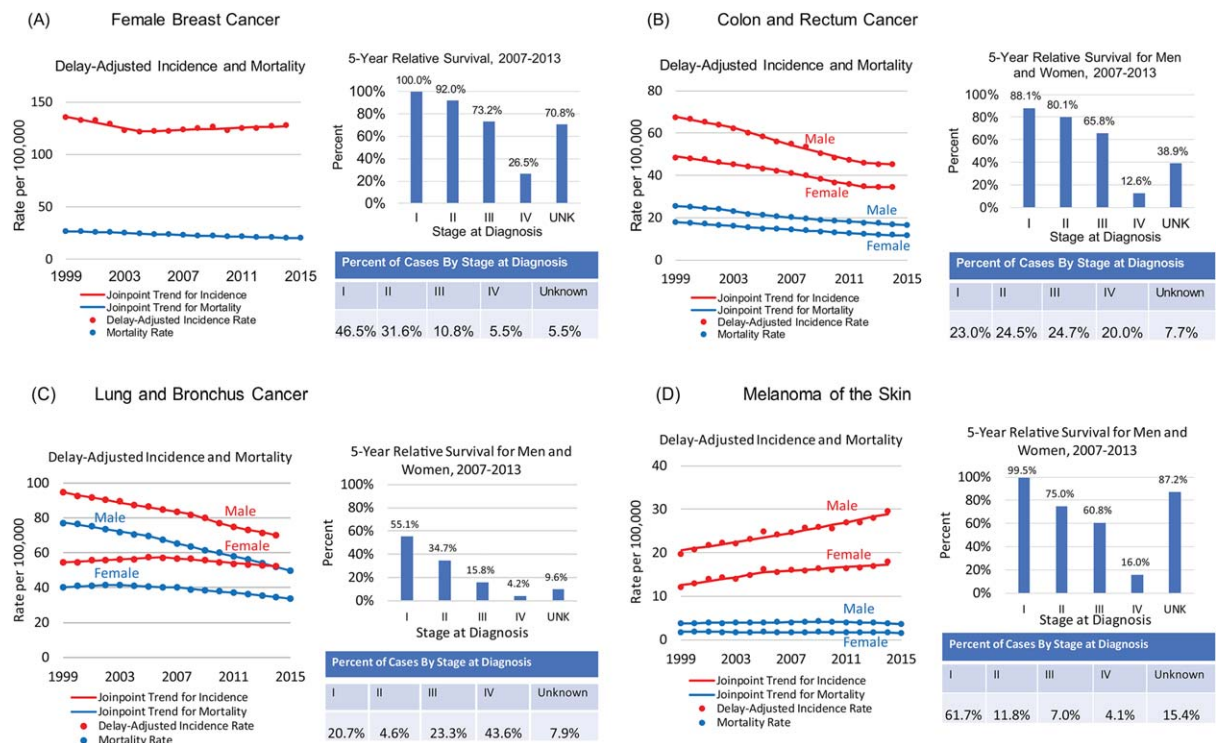 (A) Female Breast Cancer
Delay-Adjusted Incidence and Mortality
Rate per 100,000
150
100
50
0
1999 2003 2007 2011 2015
Joinpoint Trend for Incidence
Joinpoint Trend for Mortality
Delay-Adjusted Incidence Rate
Mortality Rate
5-Year Relative Survival, 2007-2013
Percent
100%
80%
60%
40%
20%
0%
100.0% 92.0% 73.2% 26.5% 70.8%
I II III IV UNK
Stage at Diagnosis
Percent of Cases By Stage at Diagnosis
I II III IV Unknown
46.5% 31.6% 10.8% 5.5% 5.5%
(B) Colon and Rectum Cancer
Delay-Adjusted Incidence and Mortality
Rate per 100,000
80
60
40
20
0
Male
Female
Male
Female
1999 2003 2007 2011 2015
Joinpoint Trend for Incidence
Joinpoint Trend for Mortality
Delay-Adjusted Incidence Rate
Mortality Rate
5-Year Relative Survival for Men
and Women, 2007-2013
Percent
100%
80%
60%
40%
20%
0%
88.1% 80.1% 65.8% 12.6% 38.9%
I II III IV UNK
Stage at Diagnosis
Percent of Cases By Stage at Diagnosis
I II III IV Unknown
23.0% 24.5% 24.7% 20.0% 7.7%
(C) Lung and Bronchus Cancer
Delay-Adjusted Incidence and Mortality
Rate per 100,000
100
80
60
40
20
0
Male
Male
Female
Female
1999 2003 2007 2011 2015
Joinpoint Trend for Incidence
Joinpoint Trend for Mortality
Delay-Adjusted Incidence Rate
Mortality Rate
5-Year Relative Survival for Men and
Women, 2007-2013
Percent
100%
80%
60%
40%
20%
0%
55.1% 34.7% 15.8% 4.2% 9.6%
I II III IV UNK
Stage at Diagnosis
Percent of Cases By Stage at Diagnosis
I II III IV Unknown
20.7% 4.6% 23.3% 43.6% 7.9%
(D) Melanoma of the Skin
Delay-Adjusted Incidence and Mortality
Rate per 100,000
40
30
20
10
0
Male
Female
Male
Female
1999 2003 2007 2011 2015
Joinpoint Trend for Incidence
Joinpoint Trend for Mortality
Delay-Adjusted Incidence Rate
Mortality Rate
5-Year Relative Survival for Men and
Women, 2007-2013
Percent
100%
80%
60%
40%
20%
0%
99.5% 75.0% 60.8% 16.0% 87.2%
I II III IV UNK
Stage at Diagnosis
Percent of Cases By Stage at Diagnosis
I II III IV Unknown
61.7% 11.8% 7.0% 4.1% 15.4%